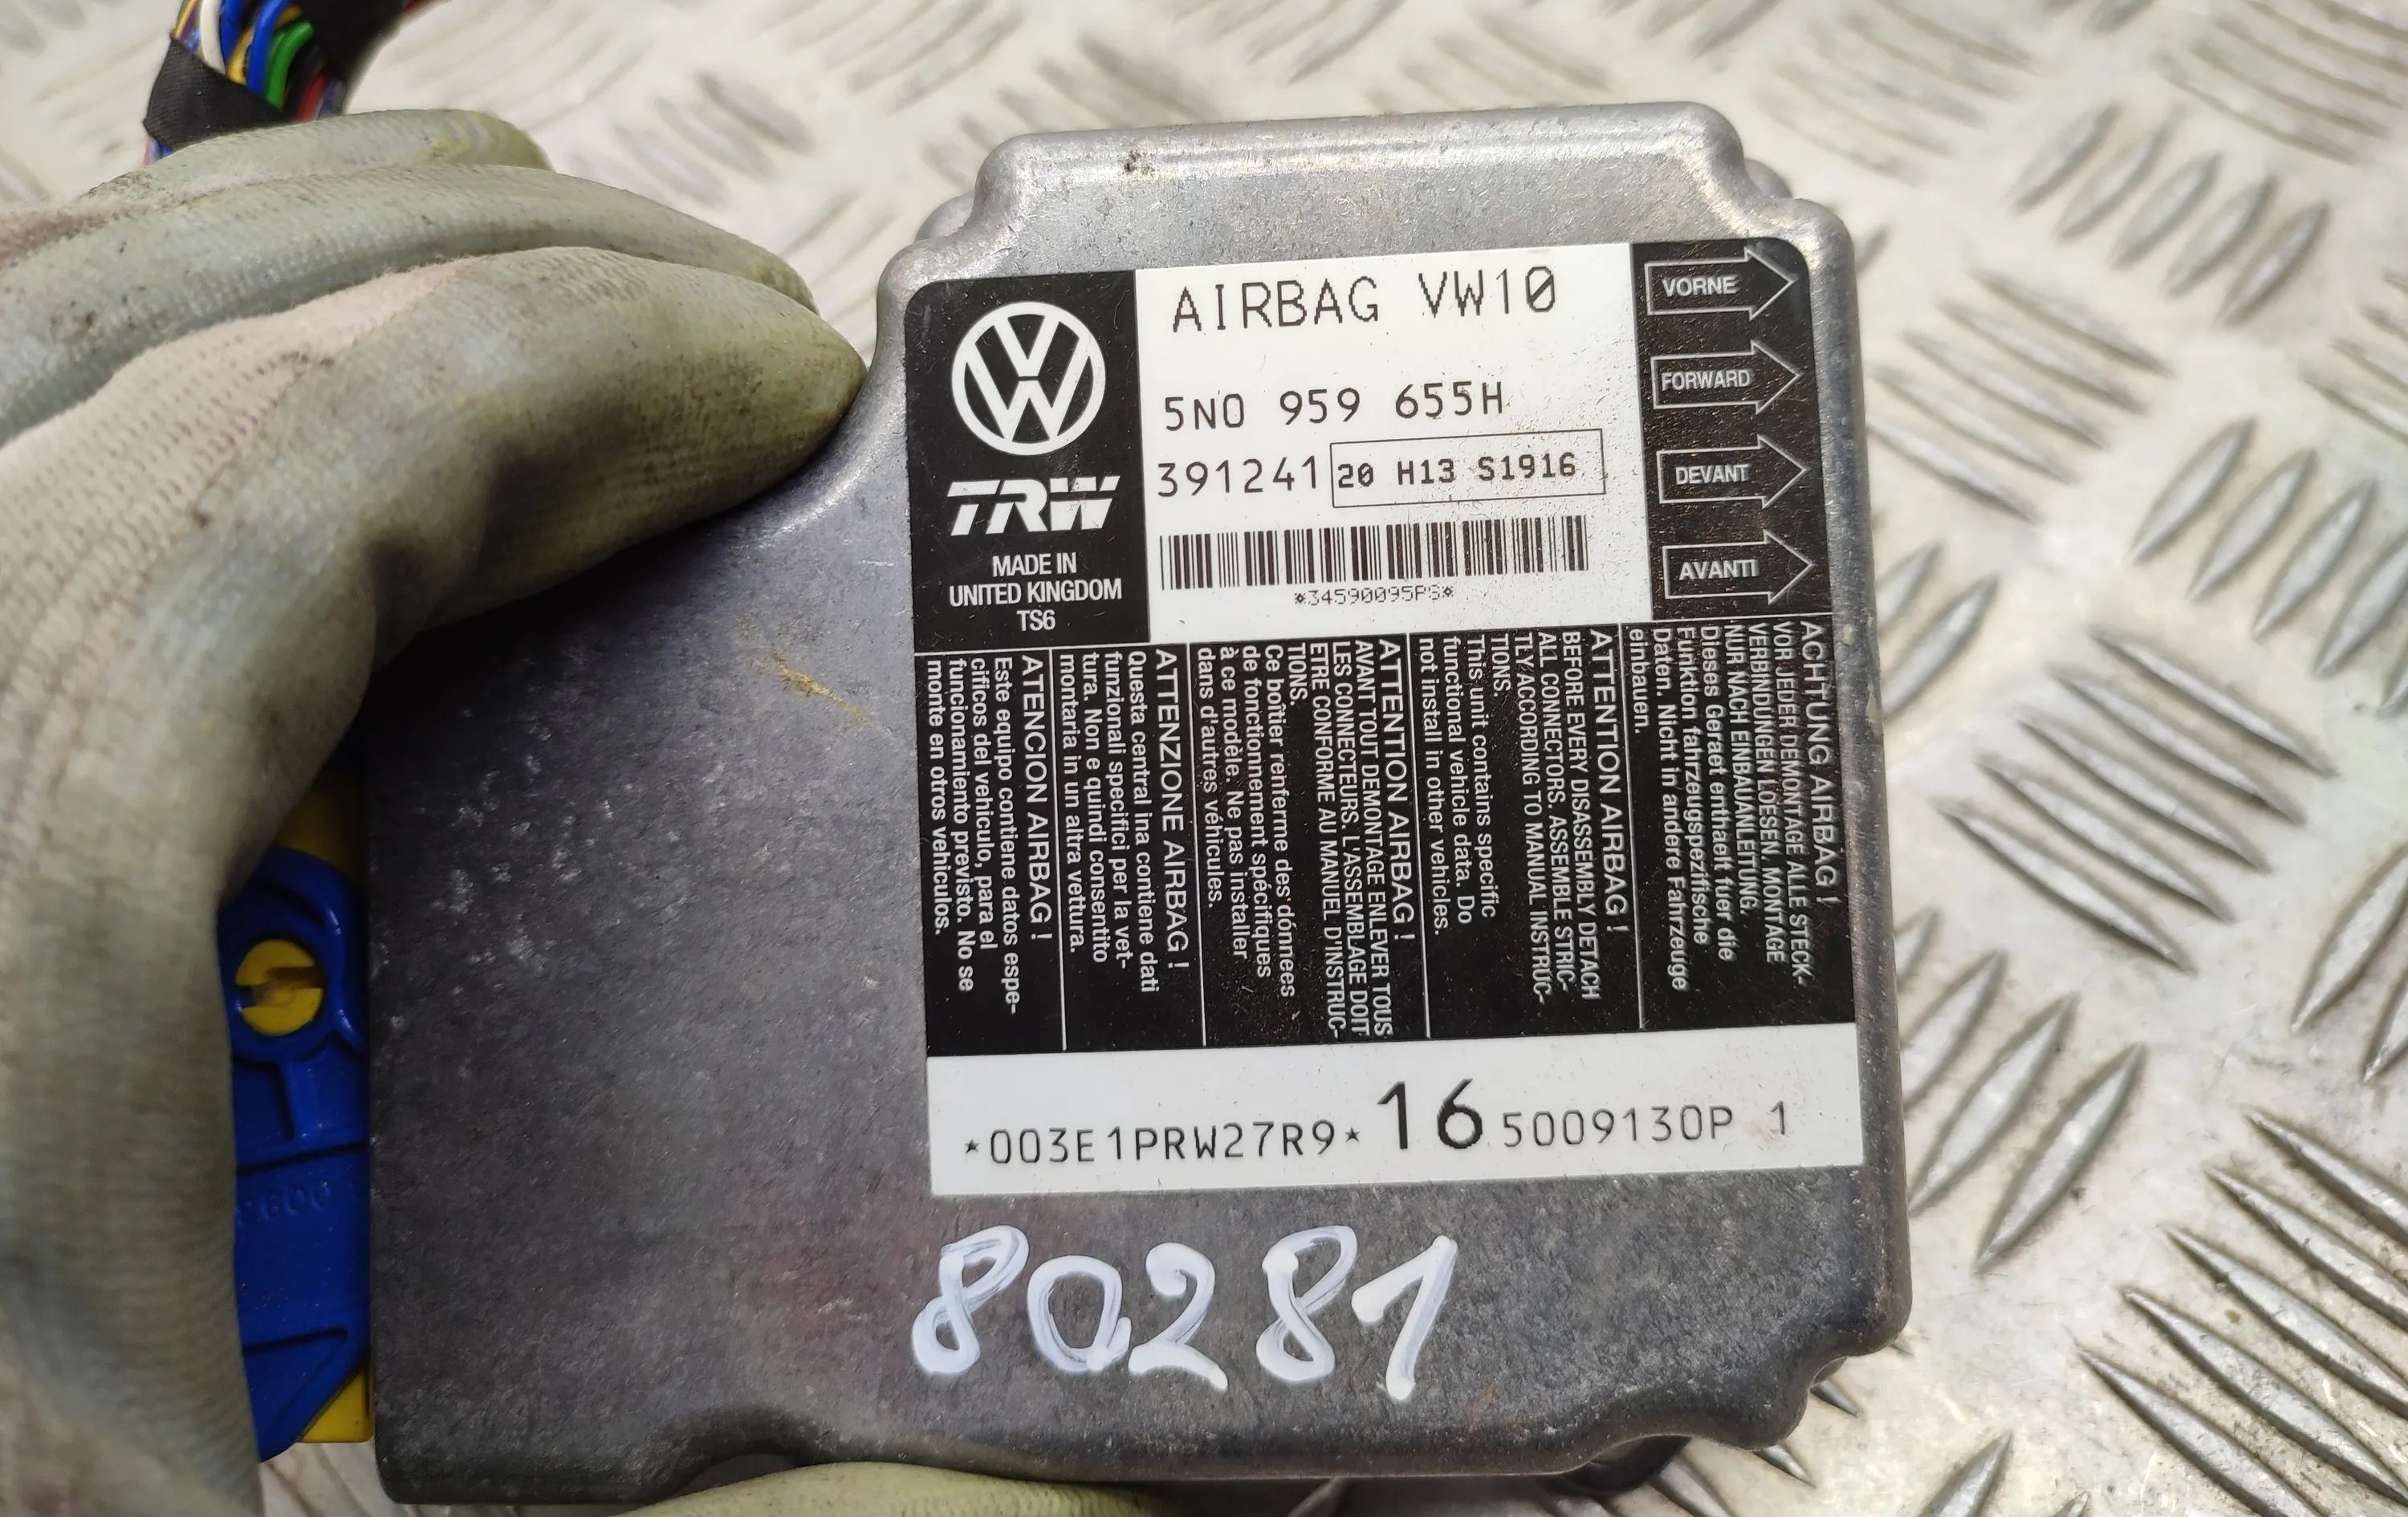 AIRBAG VW10
5N0 959 655H
391241 20 H13 S1916
*34590095PS*
TRW
MADE IN
UNITED KINGDOM
TS6
VORNE
FORWARD
DEVANT
AVANTI
ACHTUNG AIRBAG !
VOR JEDER DEMONTAGE ALLE STECK-
VERBINDUNGEN LOESEN. MONTAGE
NUR NACH EINBAUANLEITUNG.
Dieses Geraet enthaelt fuer die
Funktion fahrzeugspezifische
Daten. Nicht in andere Fahrzeuge
einbauen.
ATTENTION AIRBAG !
BEFORE EVERY DISASSEMBLY DETACH
ALL CONNECTORS. ASSEMBLE STRIC-
TLY ACCORDING TO MANUAL INSTRUC-
TIONS.
This unit contains specific
functional vehicle data. Do
not install in other vehicles.
ATTENTION AIRBAG !
AVANT TOUT DEMONTAGE ENLEVER TOUS
LES CONNECTEURS. L'ASSEMBLAGE DOIT
ETRE CONFORME AU MANUEL D'INSTRUC-
TIONS.
Ce boîtier renferme des données
de fonctionnement spécifiques
à ce modèle. Ne pas installer
dans d'autres véhicules.
ATTENZIONE AIRBAG !
Questa central ina contiene dati
funzionali specifici per la vet-
tura. Non e quindi consentito
montaria in un altra vettura.
ATENCION AIRBAG !
Este equipo contiene datos espe-
cificos del vehiculo, para el
funcionamiento previsto. No se
monte en otros vehiculos.
*003E1PRW27R9* 16 5009130P 1
80281